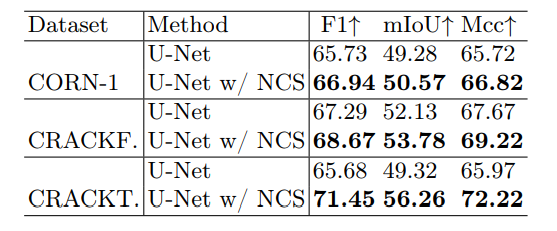 Dataset Method F1↑ mIoU↑ Mcc↑
U-Net 65.73 49.28 65.72
CORN-1 U-Net w/ NCS 66.94 50.57 66.82
U-Net 67.29 52.13 67.67
CRACKF. U-Net w/ NCS 68.67 53.78 69.22
U-Net 65.68 49.32 65.97
CRACKT. U-Net w/ NCS 71.45 56.26 72.22